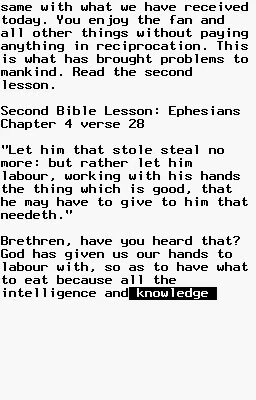 same with what we have received
today. You enjoy the fan and
all other things without paying
anything in reciprocation. This
is what has brought problems to
mankind. Read the second
lesson.

Second Bible Lesson: Ephesians
Chapter 4 verse 28

"Let him that stole steal no
more: but rather let him
labour, working with his hands
the thing which is good, that
he may have to give to him that
needeth."

Brethren, have you heard that?
God has given us our hands to
labour with, so as to have what
to eat because all the
intelligence and knowledge